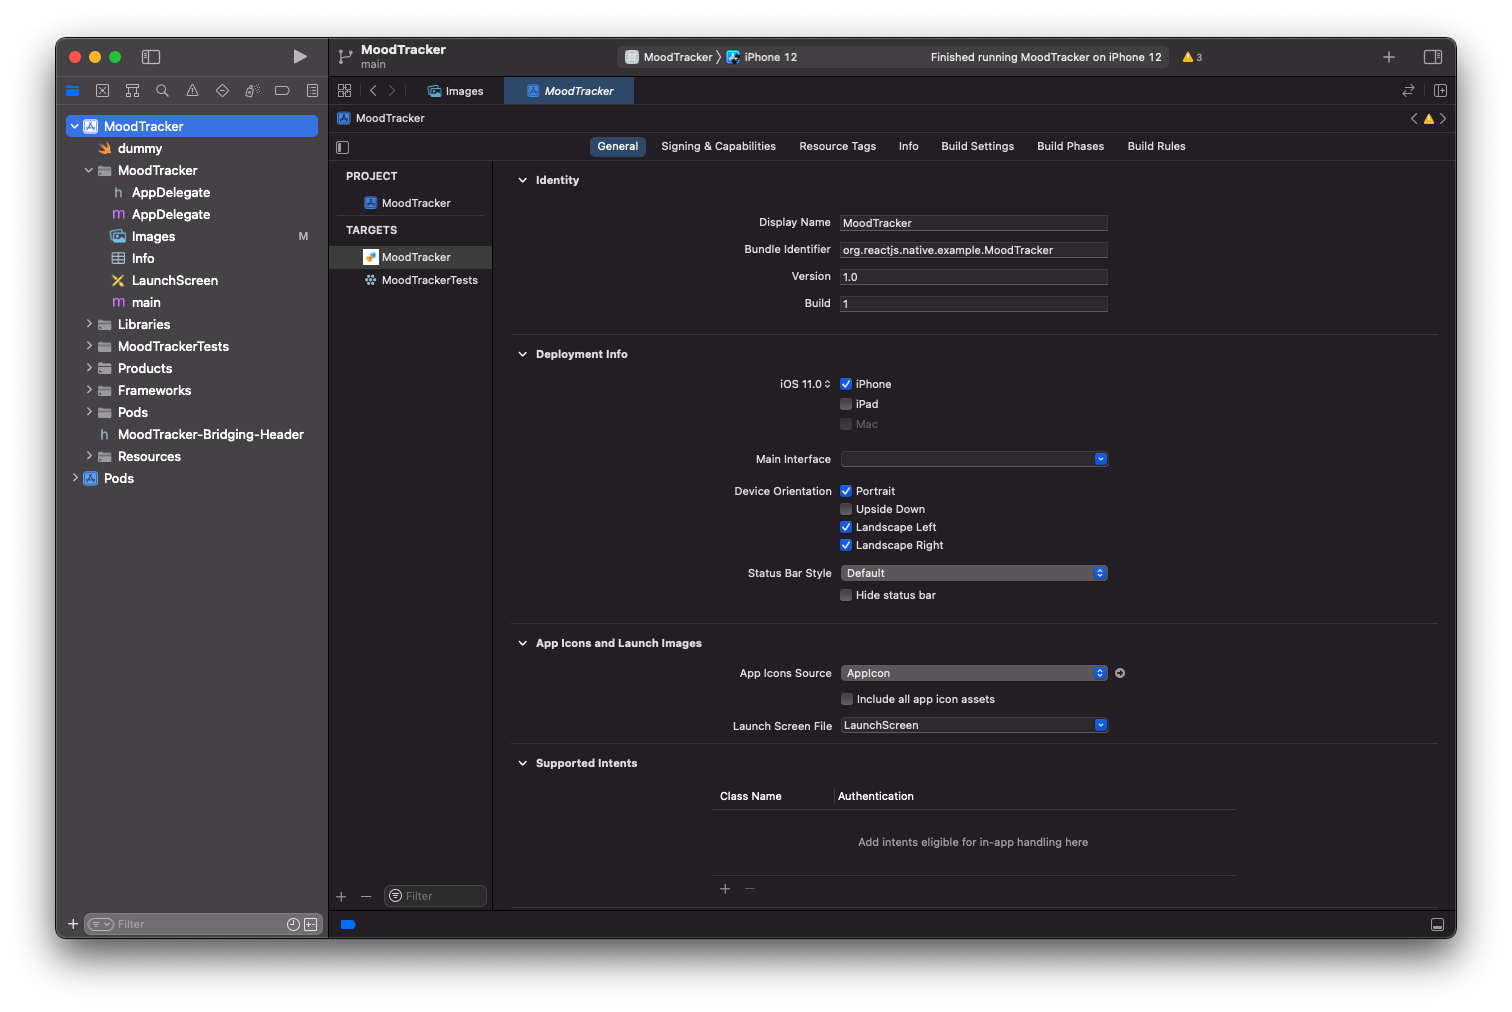 MoodTracker
main
MoodTracker
iPhone 12
Finished running MoodTracker on iPhone 12
3
Images
MoodTracker
MoodTracker
MoodTracker
dummy
MoodTracker
h AppDelegate
m AppDelegate
Images M
Info
LaunchScreen
m main
Libraries
MoodTrackerTests
Products
Frameworks
Pods
h MoodTracker-Bridging-Header
Resources
Pods
Filter
General Signing & Capabilities Resource Tags Info Build Settings Build Phases Build Rules
PROJECT
MoodTracker
TARGETS
MoodTracker
MoodTrackerTests
Filter
Identity
Display Name MoodTracker
Bundle Identifier org.reactjs.native.example.MoodTracker
Version 1.0
Build 1
Deployment Info
iOS 11.0 iPhone
iPad
Mac
Main Interface
Device Orientation Portrait
Upside Down
Landscape Left
Landscape Right
Status Bar Style Default
Hide status bar
App Icons and Launch Images
App Icons Source AppIcon
Include all app icon assets
Launch Screen File LaunchScreen
Supported Intents
Class Name Authentication
Add intents eligible for in-app handling here